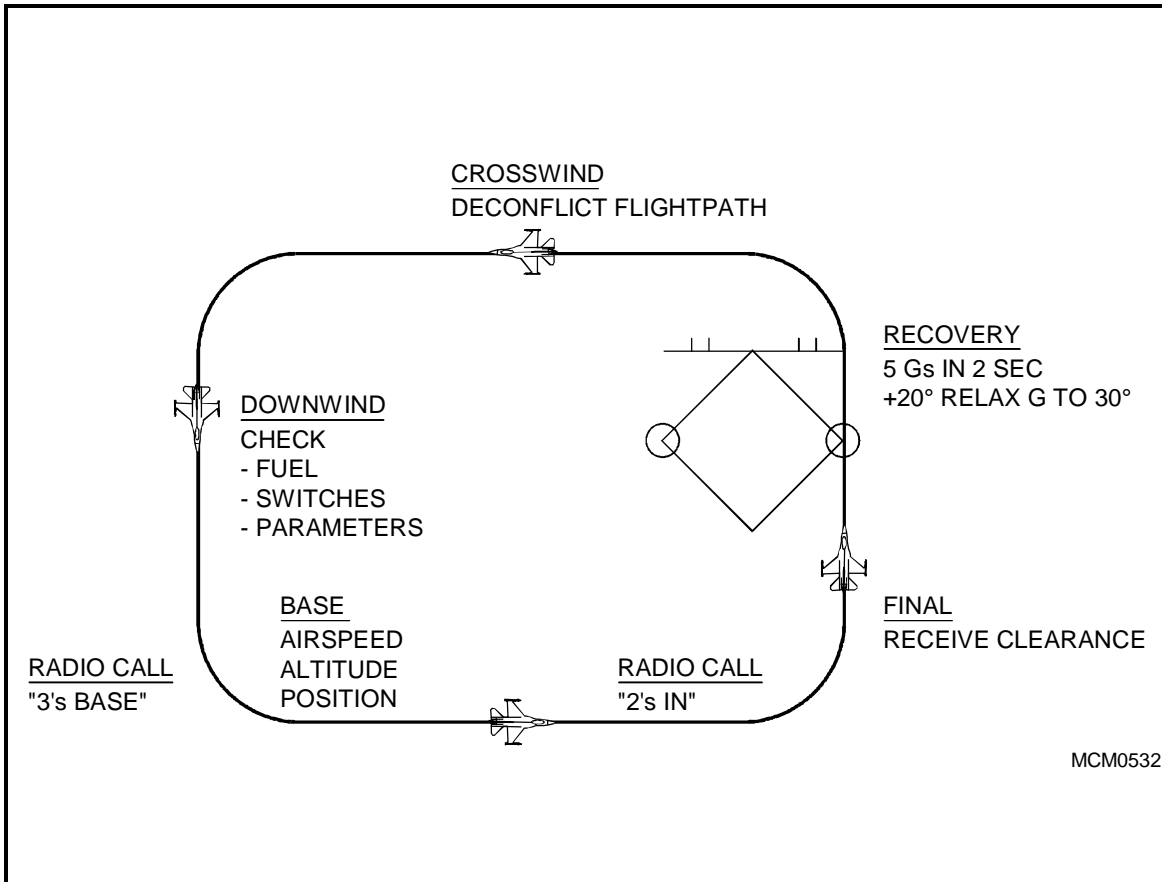 CROSSWIND
DECONFLICT FLIGHTPATH
RECOVERY
5 Gs IN 2 SEC
+20° RELAX G TO 30°
DOWNWIND
CHECK
- FUEL
- SWITCHES
- PARAMETERS
BASE
AIRSPEED
ALTITUDE
POSITION
FINAL
RECEIVE CLEARANCE
RADIO CALL
"3's BASE"
RADIO CALL
"2's IN"
MCM0532